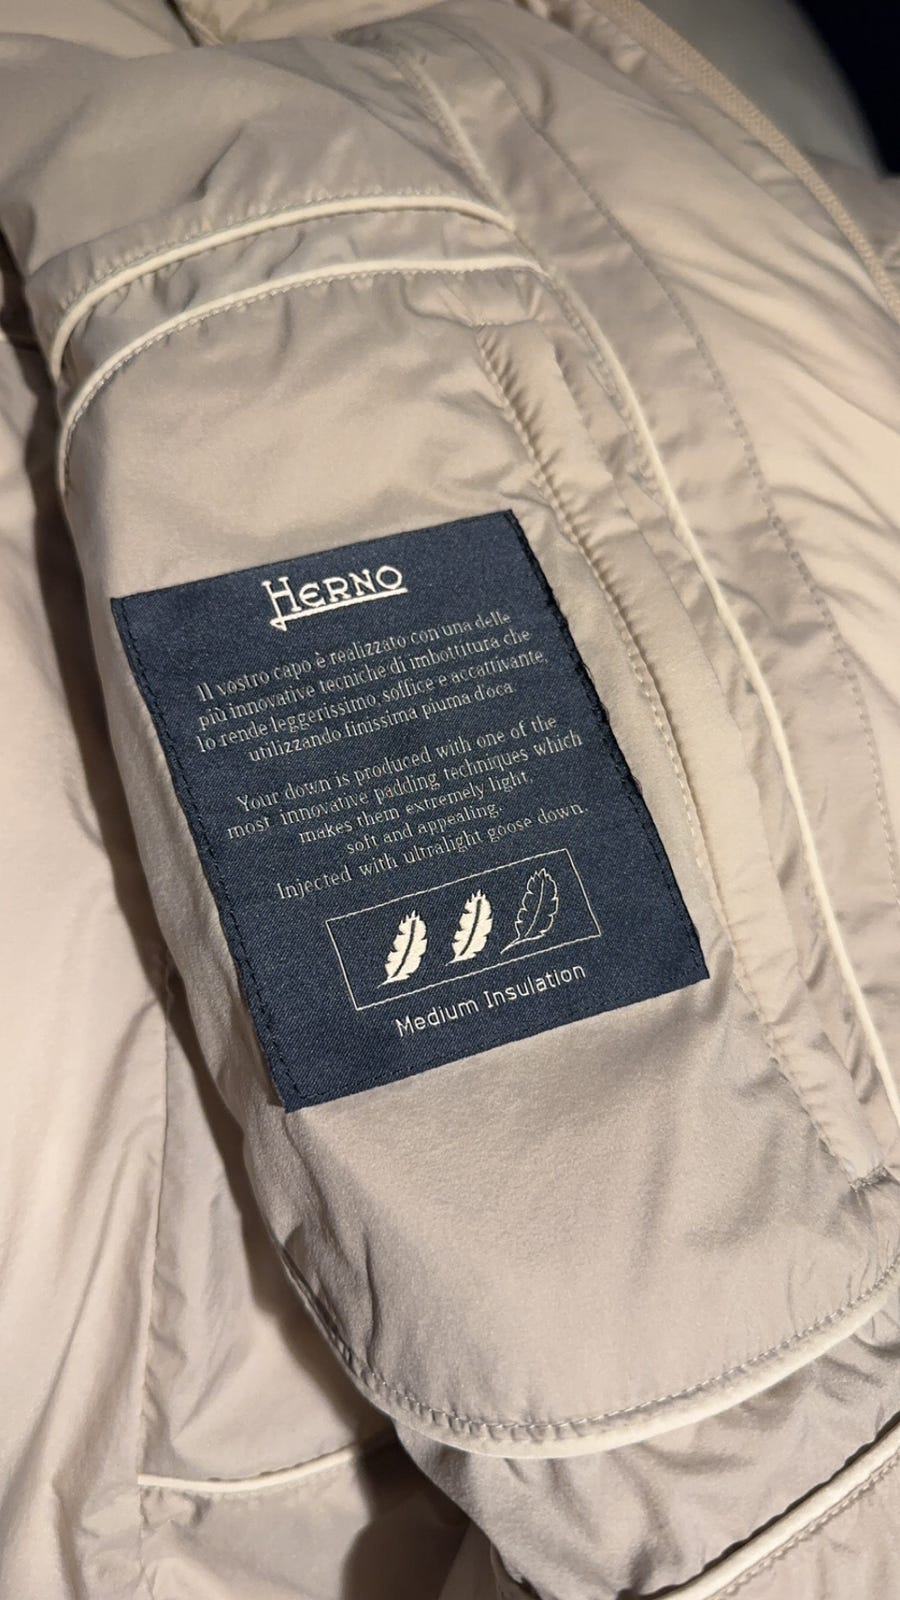 HERNO
Il vostro capo è realizzato con una delle
più innovative tecniche di imbottitura che
lo rende leggerissimo, soffice e accattivante,
utilizzando finissima piuma d'oca.
Your down is produced with one of the
most innovative padding techniques which
makes them extremely light,
soft and appealing.
Injected with ultralight goose down.
Medium Insulation